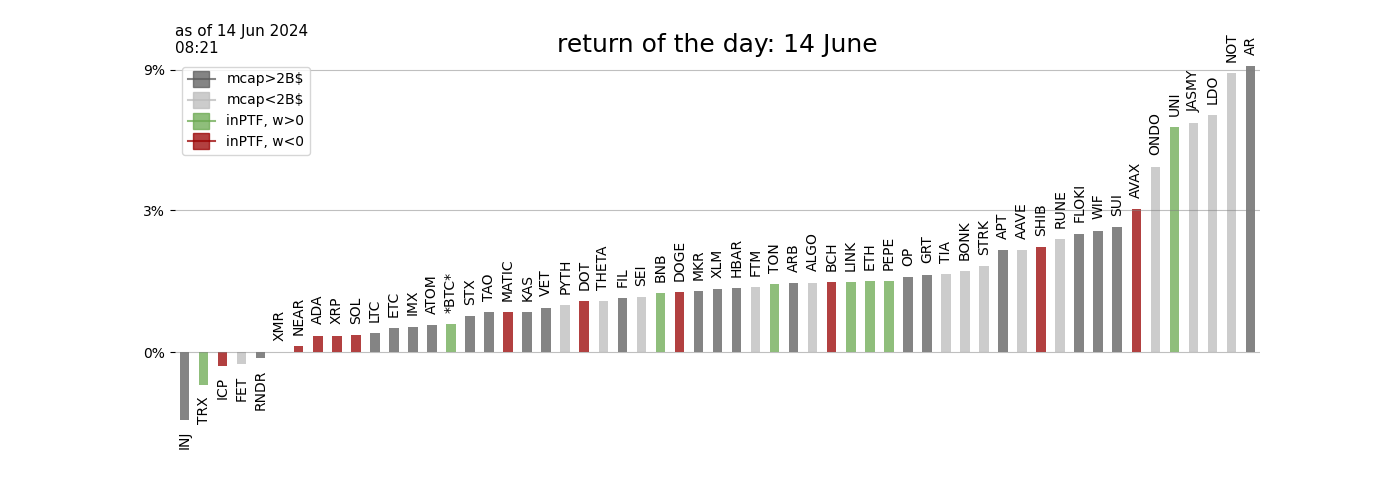 as of 14 Jun 2024
08:21
return of the day: 14 June
mcap>2B$
mcap<2B$
inPTF, w>0
inPTF, w<0
9%
3%
0%
INJ
TRX
ICP
FET
RNDR
XMR
NEAR
ADA
XRP
SOL
LTC
ETC
IMX
ATOM
*BTC*
STX
TAO
MATIC
KAS
VET
PYTH
DOT
THETA
FIL
SEI
BNB
DOGE
MKR
XLM
HBAR
FTM
TON
ARB
ALGO
BCH
LINK
ETH
PEPE
OP
GRT
TIA
BONK
STRK
APT
AAVE
SHIB
RUNE
FLOKI
WIF
SUI
AVAX
ONDO
UNI
JASMY
LDO
NOT
AR